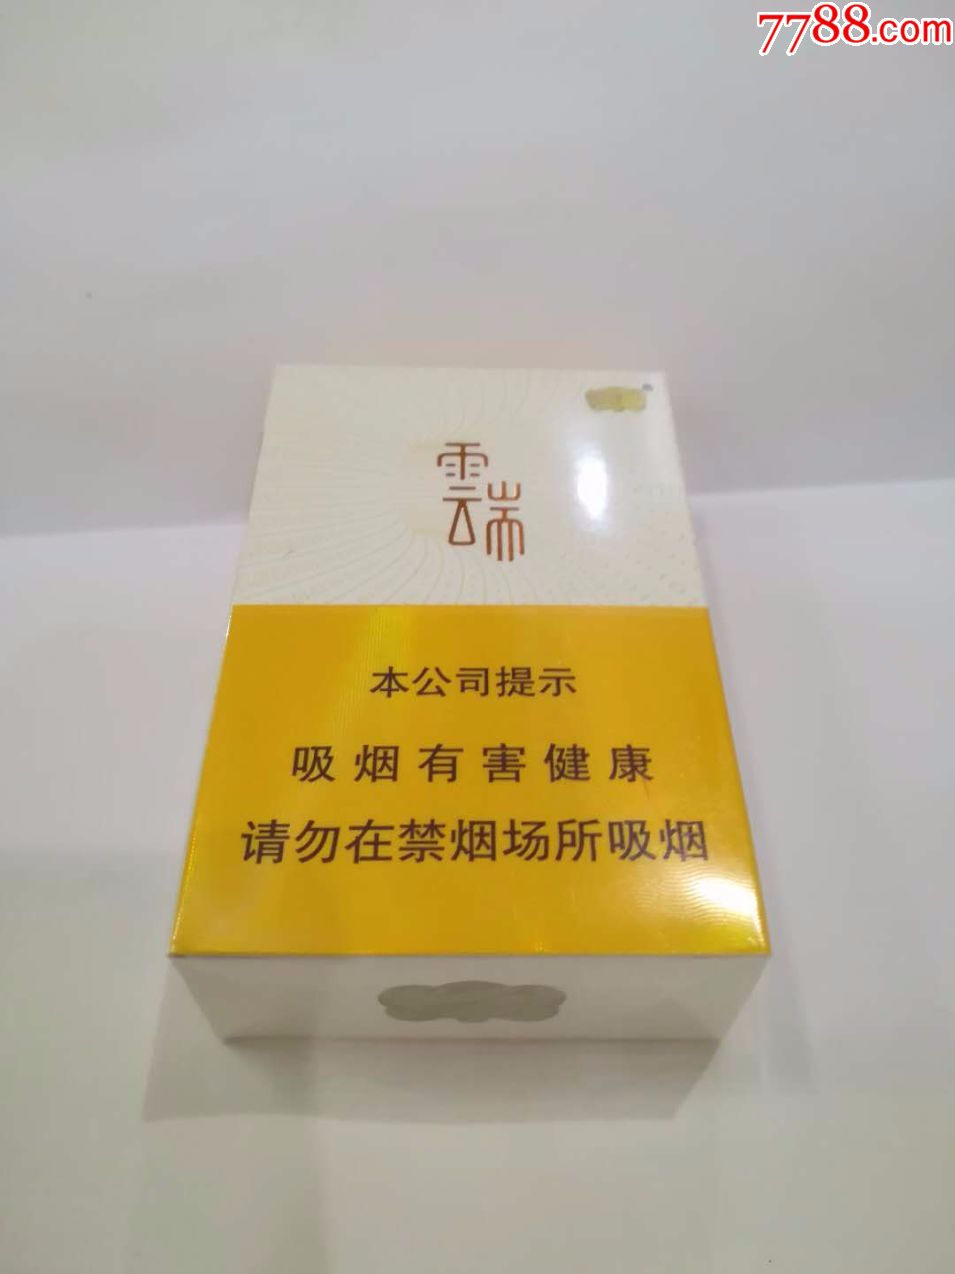 7788.com
雲端
本公司提示
吸烟有害健康
请勿在禁烟场所吸烟